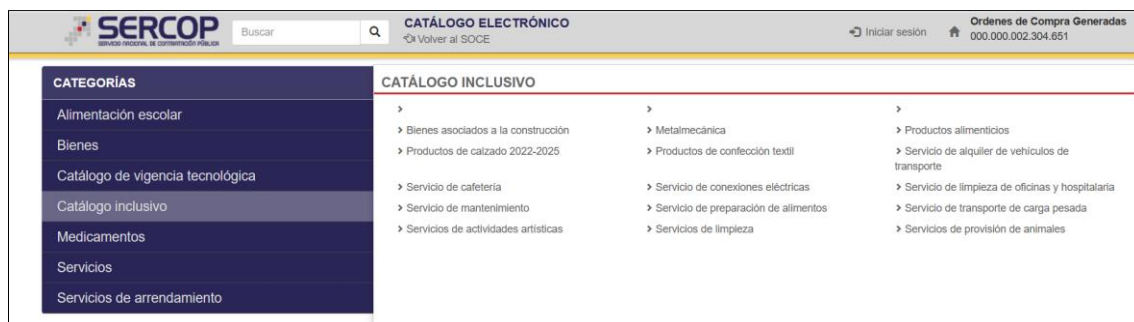 SERCOP
SERVICIO NACIONAL DE CONTRATACIÓN PÚBLICA
Buscar
CATÁLOGO ELECTRÓNICO
Volver al SOCE
Iniciar sesión
Ordenes de Compra Generadas
000.000.002.304.651
CATEGORÍAS
Alimentación escolar
Bienes
Catálogo de vigencia tecnológica
Catálogo inclusivo
Medicamentos
Servicios
Servicios de arrendamiento
CATÁLOGO INCLUSIVO
> > >
> Bienes asociados a la construcción > Metalmecánica > Productos alimenticios
> Productos de calzado 2022-2025 > Productos de confección textil > Servicio de alquiler de vehículos de
transporte
> Servicio de cafetería > Servicio de conexiones eléctricas > Servicio de limpieza de oficinas y hospitalaria
> Servicio de mantenimiento > Servicio de preparación de alimentos > Servicio de transporte de carga pesada
> Servicios de actividades artísticas > Servicios de limpieza > Servicios de provisión de animales